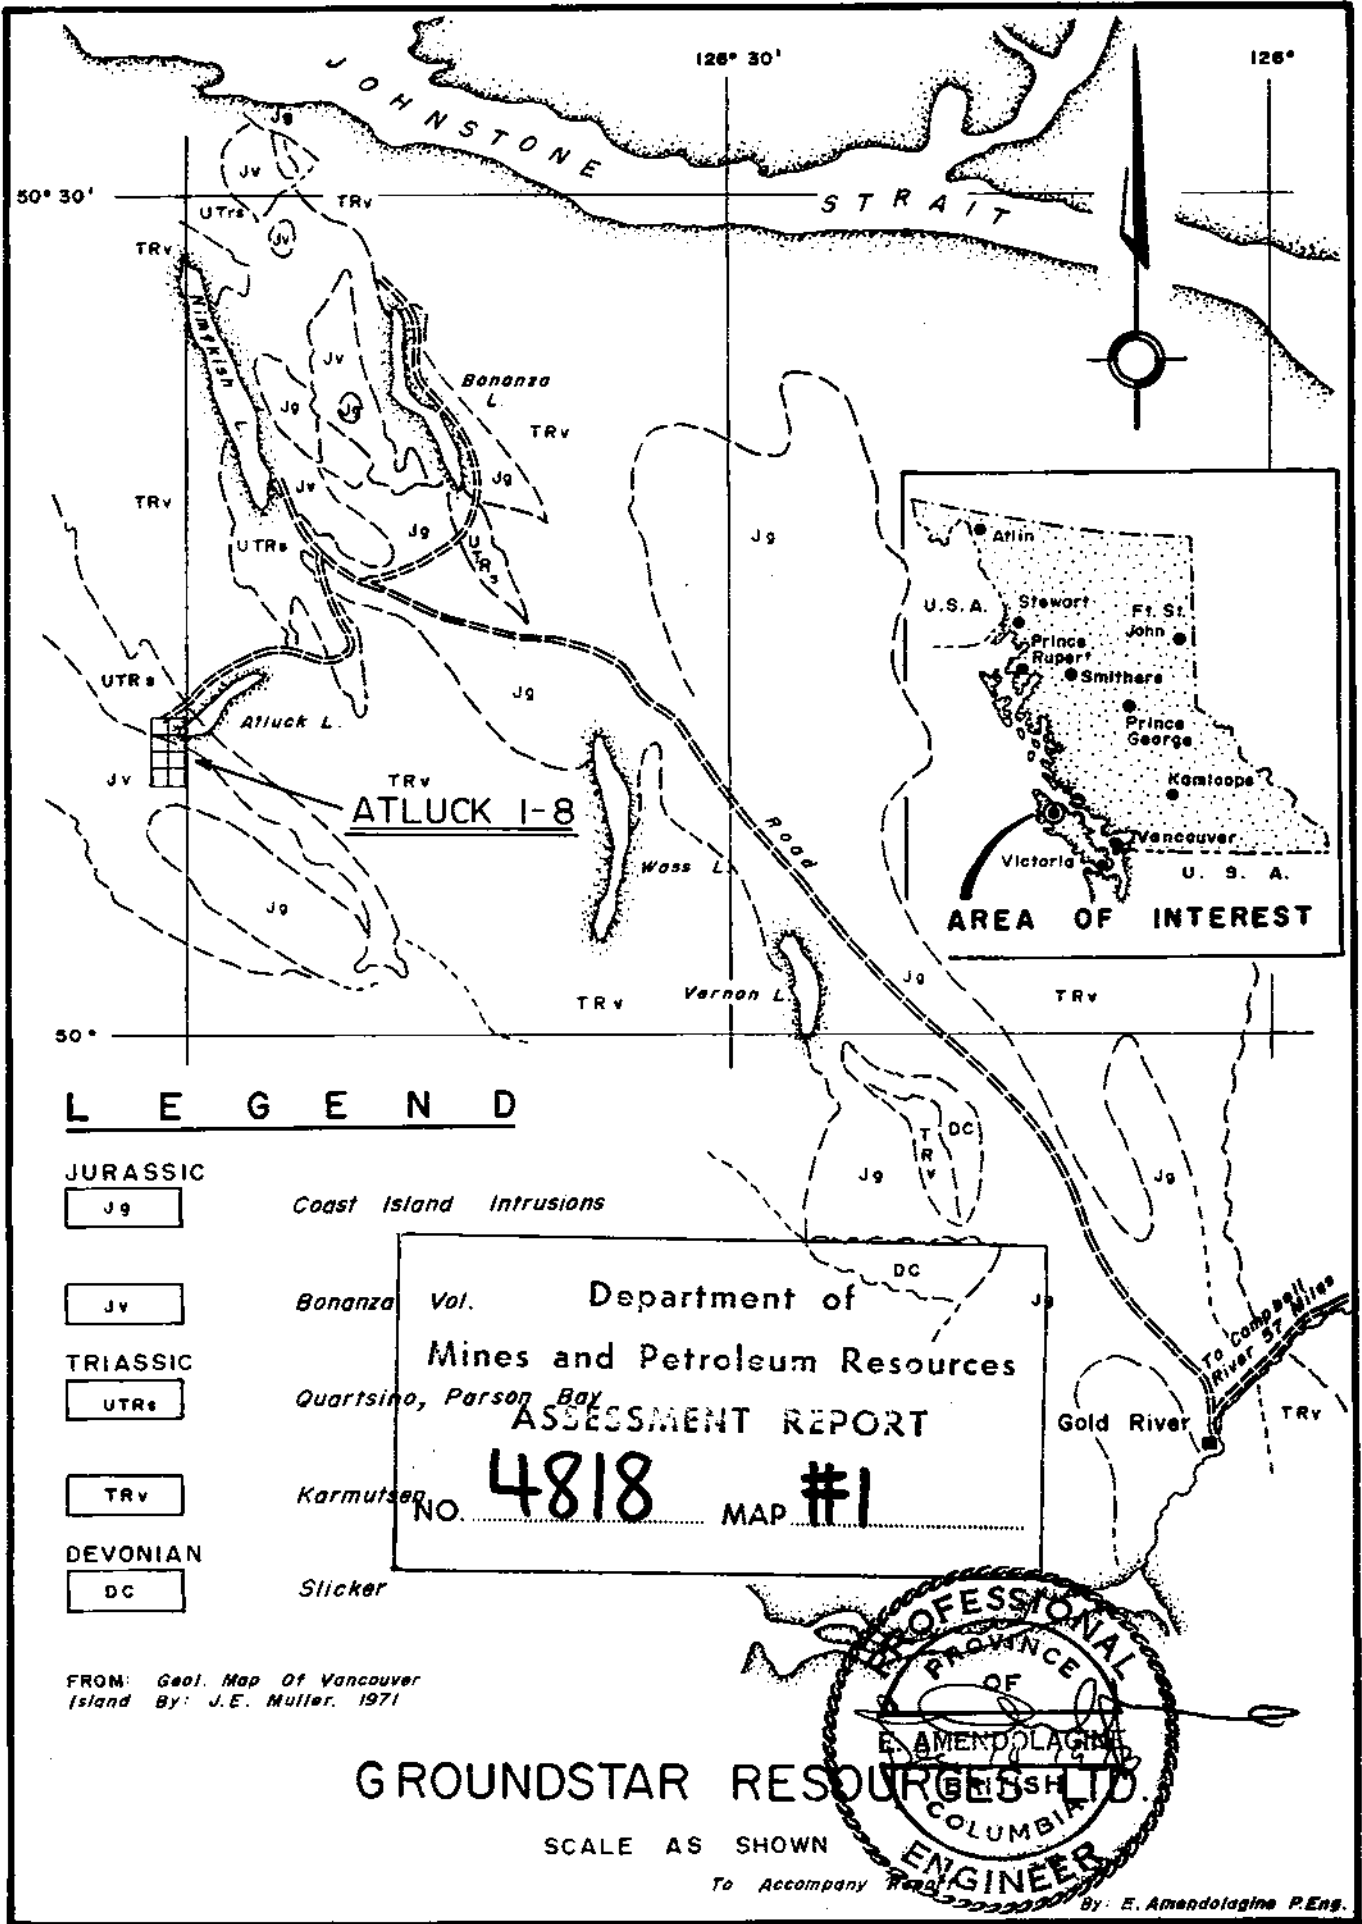 JOHNSTONE STRAIT
126° 30'
126°
50° 30'
Jg
Jv
UTrs
TRv
Jv
TRv
Nimpkish L.
Jv
Jg
Jg
Bonanza L.
TRv
TRv
Jv
Jg
Jg
UTRs
UTRs
Jg
Jg
UTRs
Atluck L.
Jv
TRv
ATLUCK 1-8
Jg
Woss L.
Road
Vernon L.
TRv
Jg
TRv
50°
Atlin
U.S.A.
Stewart
Ft. St. John
Prince Rupert
Smithers
Prince George
Kamloops
Vancouver
Victoria
U. S. A.
AREA OF INTEREST
TRv
DC
Jg
Jg
DC
Jg
To Campbell River 57 Miles
Gold River
TRv
LEGEND
JURASSIC
Jg Coast Island Intrusions
Jv Bonanza Vol.
TRIASSIC
UTRs Quartsino, Parson Bay
TRv Karmutsen
DEVONIAN
DC Slicker
Department of
Mines and Petroleum Resources
ASSESSMENT REPORT
NO. 4818 MAP #1
FROM: Geol. Map Of Vancouver
Island By: J.E. Muller. 1971
PROFESSIONAL
PROVINCE
OF
E. AMENDOLAGINE
BRITISH
COLUMBIA
ENGINEER
GROUNDSTAR RESOURCES LTD.
SCALE AS SHOWN
To Accompany Report
By: E. Amendolagine P.Eng.